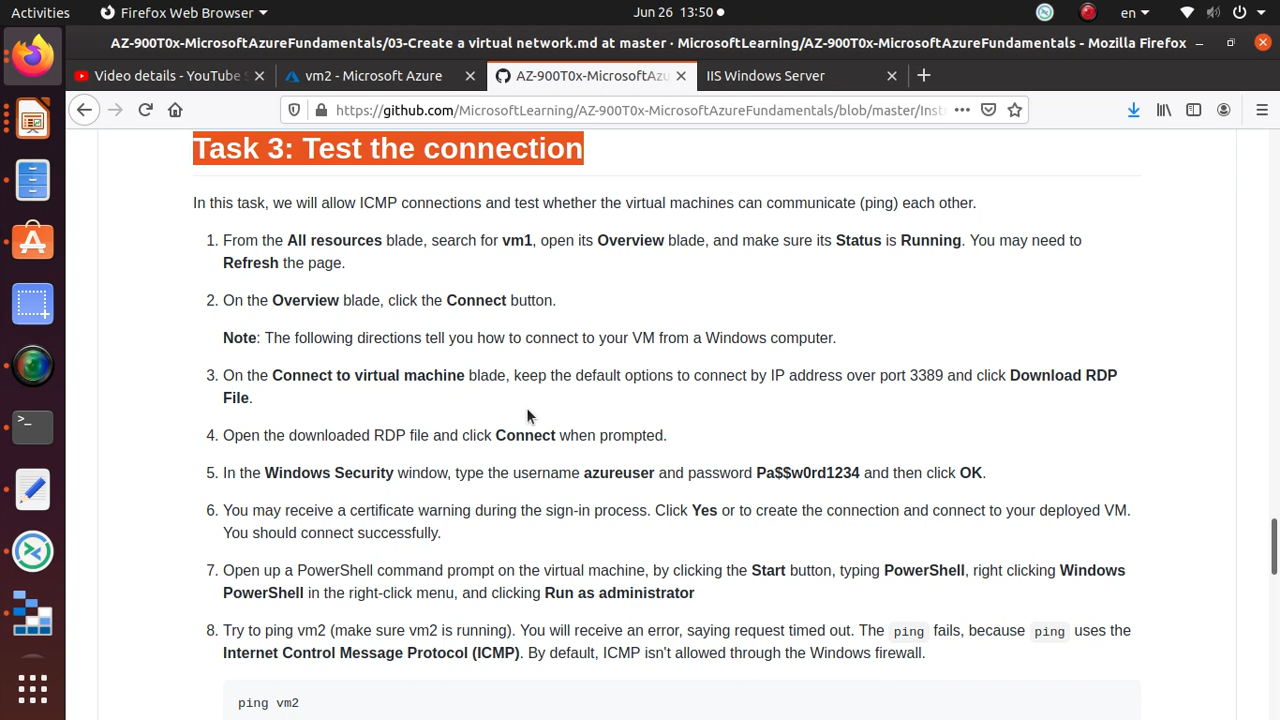 Activities Firefox Web Browser Jun 26 13:50 en
AZ-900T0x-MicrosoftAzureFundamentals/03-Create a virtual network.md at master · MicrosoftLearning/AZ-900T0x-MicrosoftAzureFundamentals - Mozilla Firefox
Video details - YouTube vm2 - Microsoft Azure AZ-900T0x-MicrosoftAzu IIS Windows Server
https://github.com/MicrosoftLearning/AZ-900T0x-MicrosoftAzureFundamentals/blob/master/Instr
Task 3: Test the connection
In this task, we will allow ICMP connections and test whether the virtual machines can communicate (ping) each other.
1. From the All resources blade, search for vm1, open its Overview blade, and make sure its Status is Running. You may need to
Refresh the page.
2. On the Overview blade, click the Connect button.
Note: The following directions tell you how to connect to your VM from a Windows computer.
3. On the Connect to virtual machine blade, keep the default options to connect by IP address over port 3389 and click Download RDP
File.
4. Open the downloaded RDP file and click Connect when prompted.
5. In the Windows Security window, type the username azureuser and password Pa$$w0rd1234 and then click OK.
6. You may receive a certificate warning during the sign-in process. Click Yes or to create the connection and connect to your deployed VM.
You should connect successfully.
7. Open up a PowerShell command prompt on the virtual machine, by clicking the Start button, typing PowerShell, right clicking Windows
PowerShell in the right-click menu, and clicking Run as administrator
8. Try to ping vm2 (make sure vm2 is running). You will receive an error, saying request timed out. The ping fails, because ping uses the
Internet Control Message Protocol (ICMP). By default, ICMP isn't allowed through the Windows firewall.
ping vm2